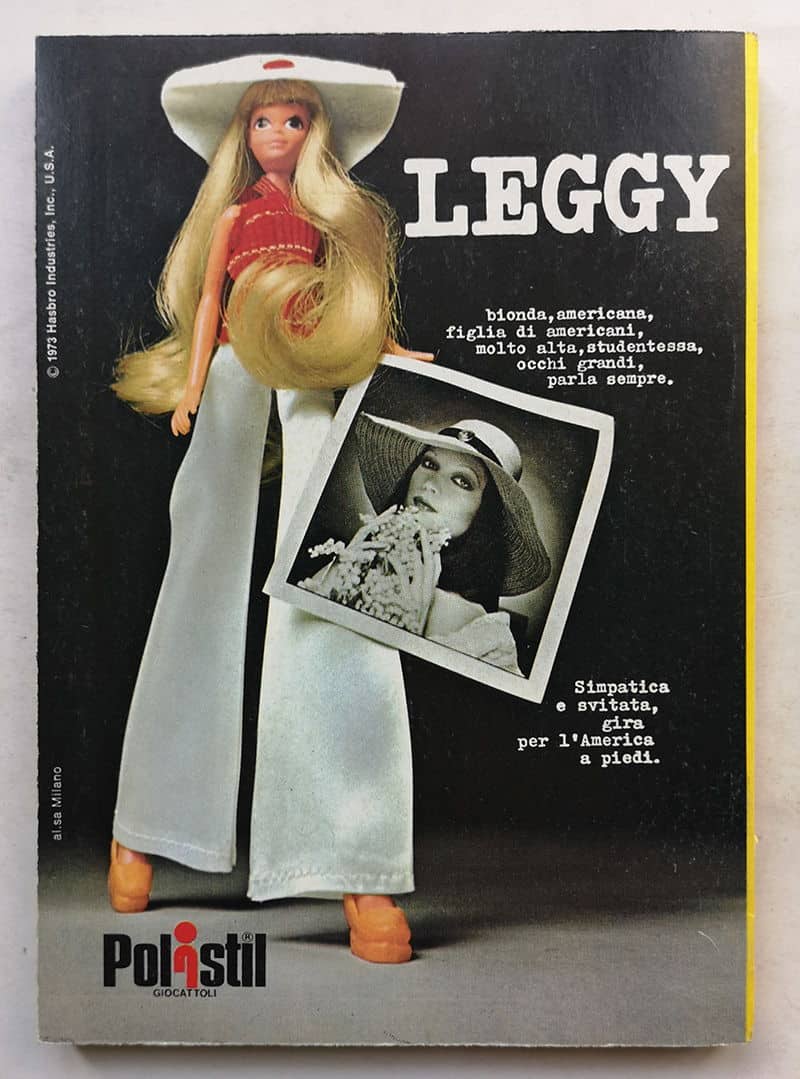 LEGGY
bionda,americana,
figlia di americani,
molto alta,studentessa,
occhi grandi,
parla sempre.
Simpatica
e svitata,
gira
per l'America
a piedi.
© 1973 Hasbro Industries, Inc., U.S.A.
al.sa Milano
Polistil®
GIOCATTOLI